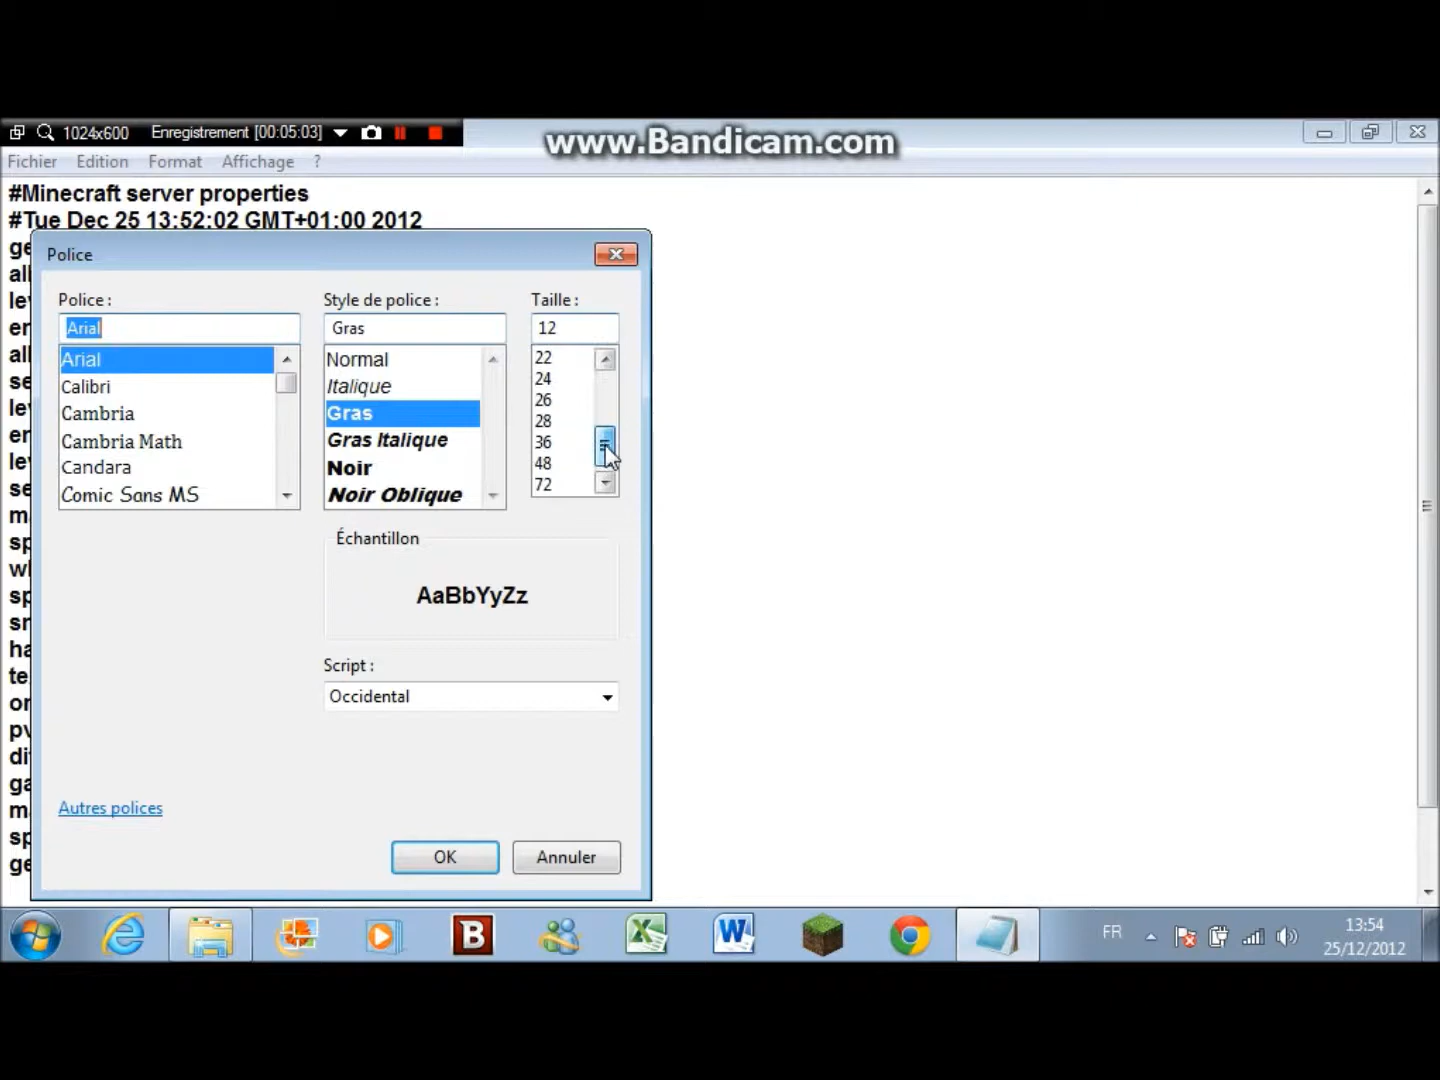 1024x600 Enregistrement [00:05:03]
www.Bandicam.com
Fichier Edition Format Affichage ?
#Minecraft server properties
#Tue Dec 25 13:52:02 GMT+01:00 2012
Police
Police :
Style de police :
Taille :
Arial
Gras
12
Arial
Calibri
Cambria
Cambria Math
Candara
Comic Sans MS
Normal
Italique
Gras
Gras Italique
Noir
Noir Oblique
22
24
26
28
36
48
72
Échantillon
AaBbYyZz
Script :
Occidental
Autres polices
OK
Annuler
FR
13:54
25/12/2012